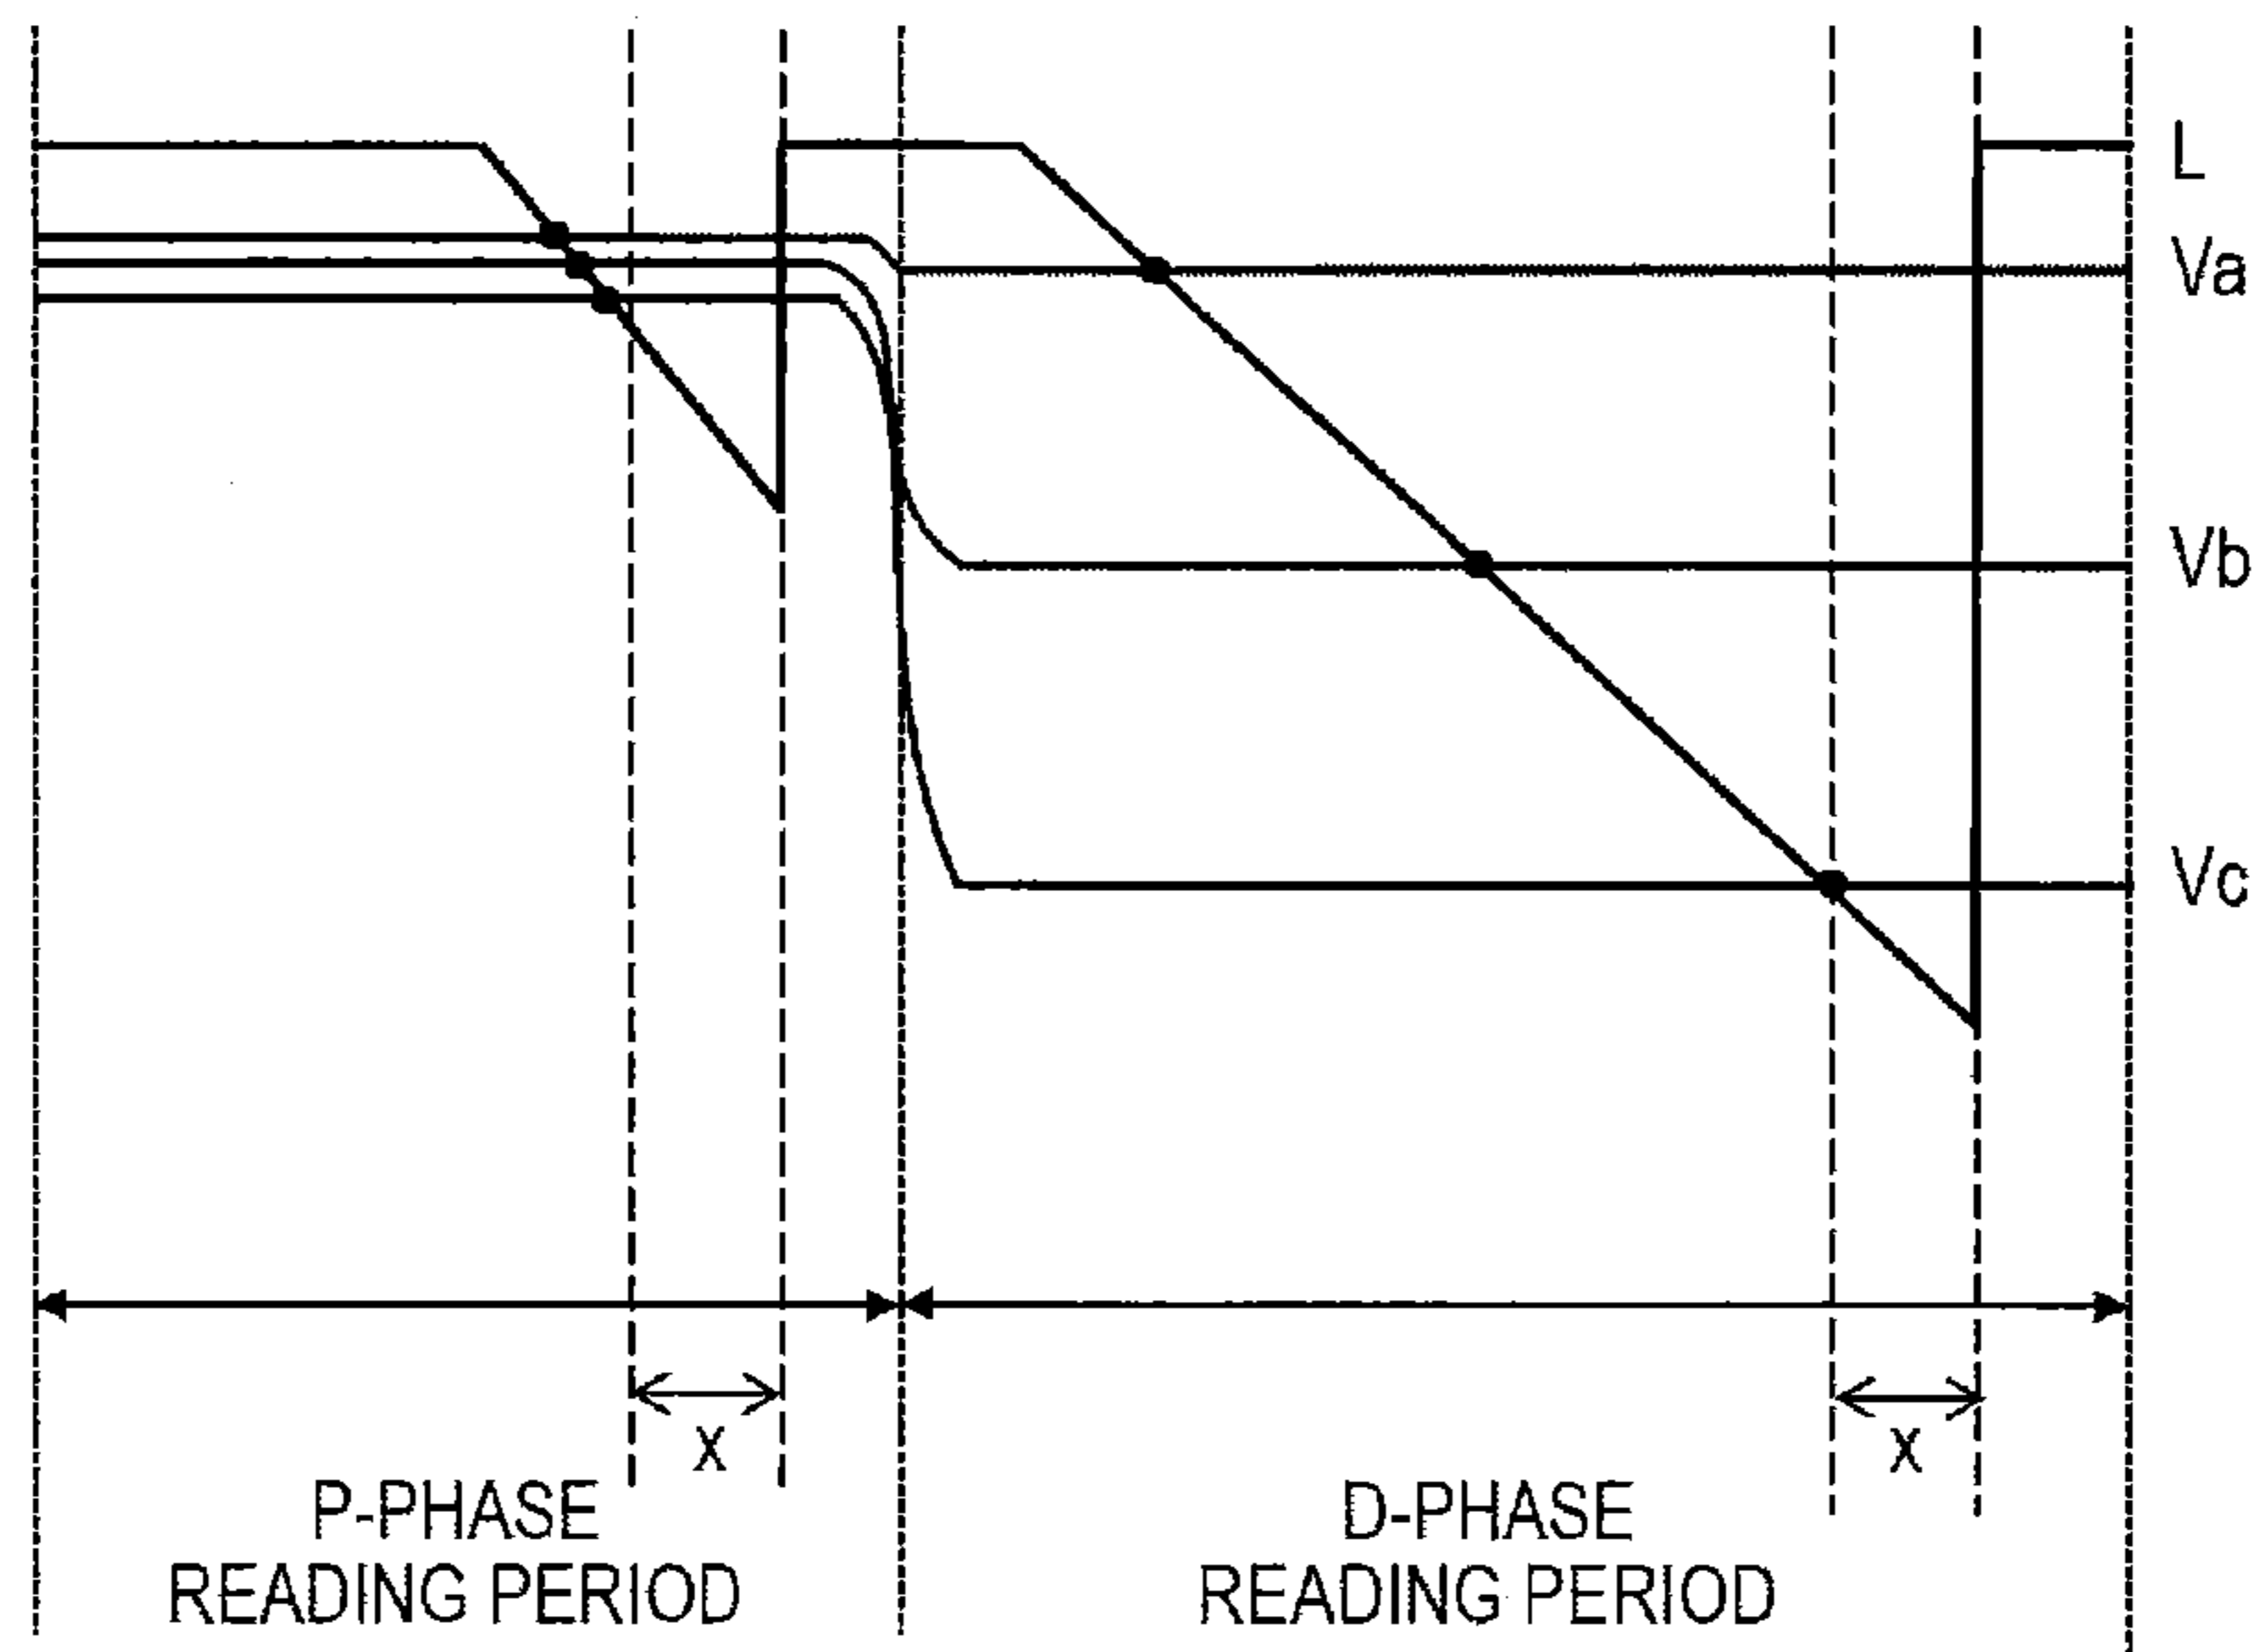 L
Va
Vb
Vc
X
X
P-PHASE
READING PERIOD
D-PHASE
READING PERIOD